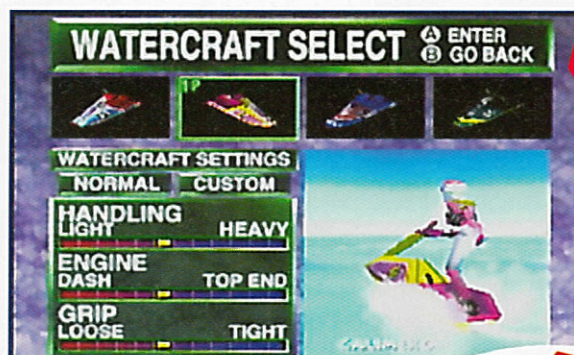 WATERCRAFT SELECT
A ENTER
B GO BACK
1P
WATERCRAFT SETTINGS
NORMAL CUSTOM
HANDLING
LIGHT HEAVY
ENGINE
DASH TOP END
GRIP
LOOSE TIGHT